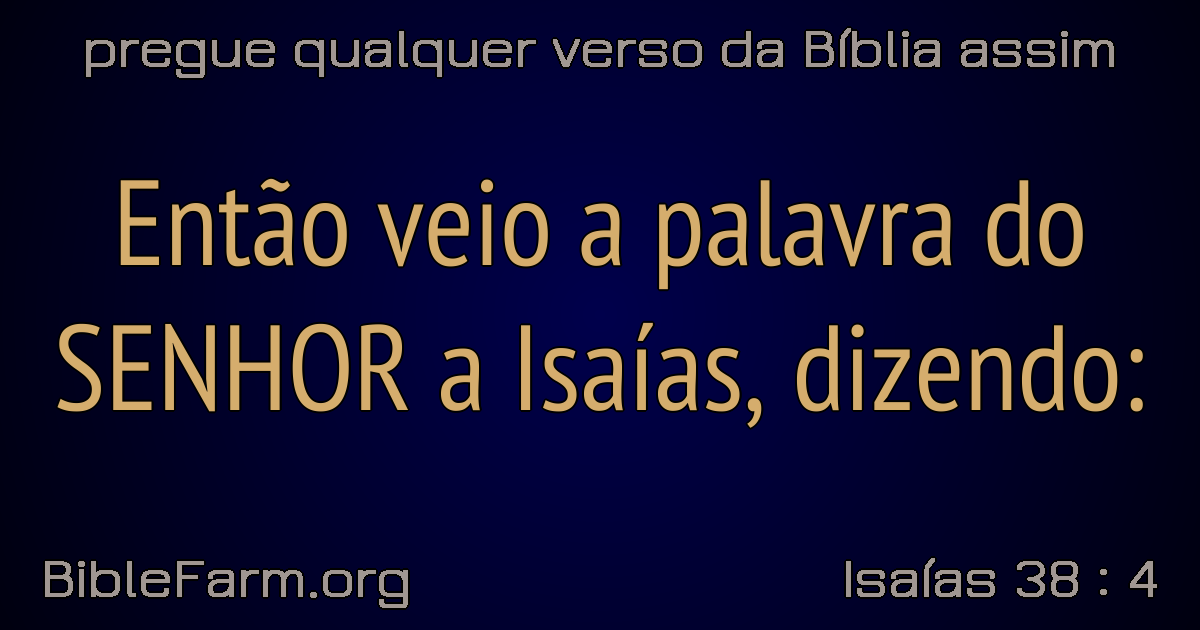 pregue qualquer verso da Bíblia assim
Então veio a palavra do
SENHOR a Isaías, dizendo:
BibleFarm.org
Isaías 38 : 4